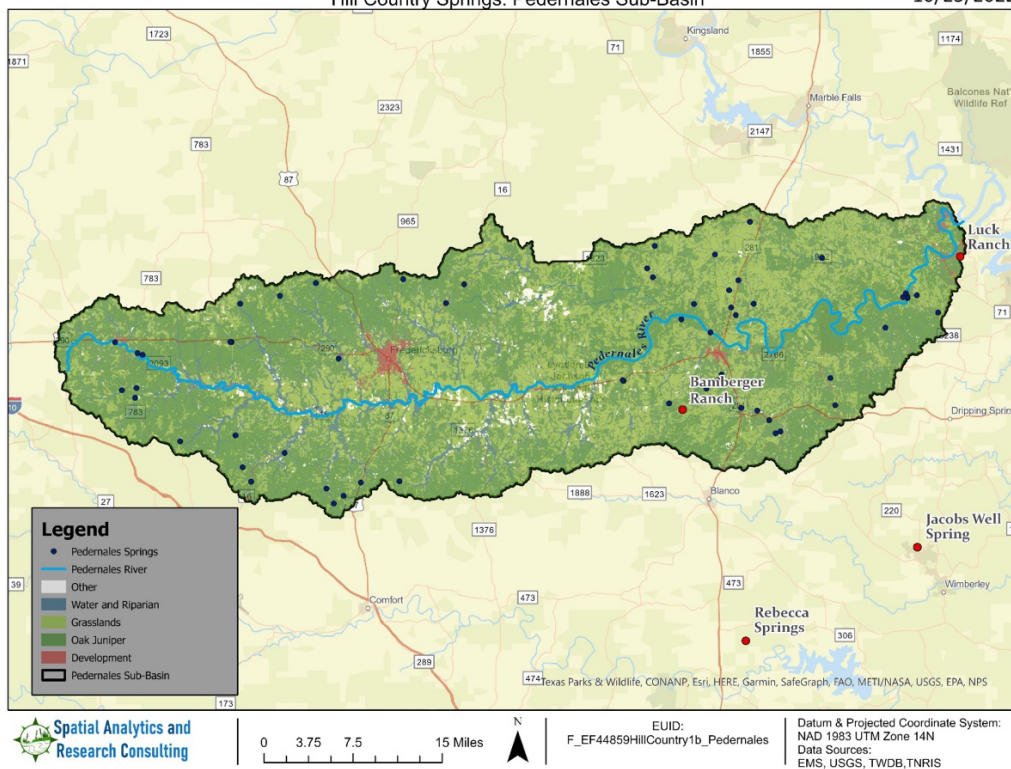 Hill Country Springs: Pedernales Sub-Basin
Kingsland
1723
71
1855
1174
1871
Balcones Nat'
Wildlife Ref
2323
Marble Falls
783
2147
1431
87
16
965
Luck
Ranch
281
783
71
290
Pedernales River
Fredericksburg
2093
2766
Bamberger
Ranch
783
10
Dripping Sprin
1376
27
1888
1623
Blanco
220
Jacobs Well
Spring
1376
39
473
Comfort
473
Wimberley
Rebecca
Springs
306
289
474
173
Legend
Pedernales Springs
Pedernales River
Other
Water and Riparian
Grasslands
Oak Juniper
Development
Pedernales Sub-Basin
Texas Parks & Wildlife, CONANP, Esri, HERE, Garmin, SafeGraph, FAO, METI/NASA, USGS, EPA, NPS
Spatial Analytics and
Research Consulting
0 3.75 7.5 15 Miles
N
EUID:
F_EF44859HillCountry1b_Pedernales
Datum & Projected Coordinate System:
NAD 1983 UTM Zone 14N
Data Sources:
EMS, USGS, TWDB,TNRIS